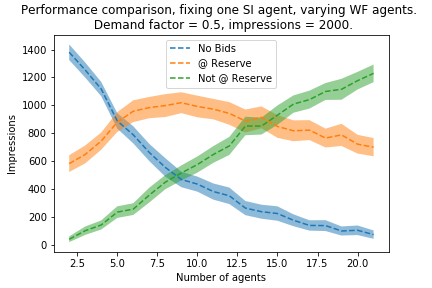 Performance comparison, fixing one SI agent, varying WF agents.
Demand factor = 0.5, impressions = 2000.
No Bids
@ Reserve
Not @ Reserve
Impressions
1400
1200
1000
800
600
400
200
0
2.5 5.0 7.5 10.0 12.5 15.0 17.5 20.0
Number of agents